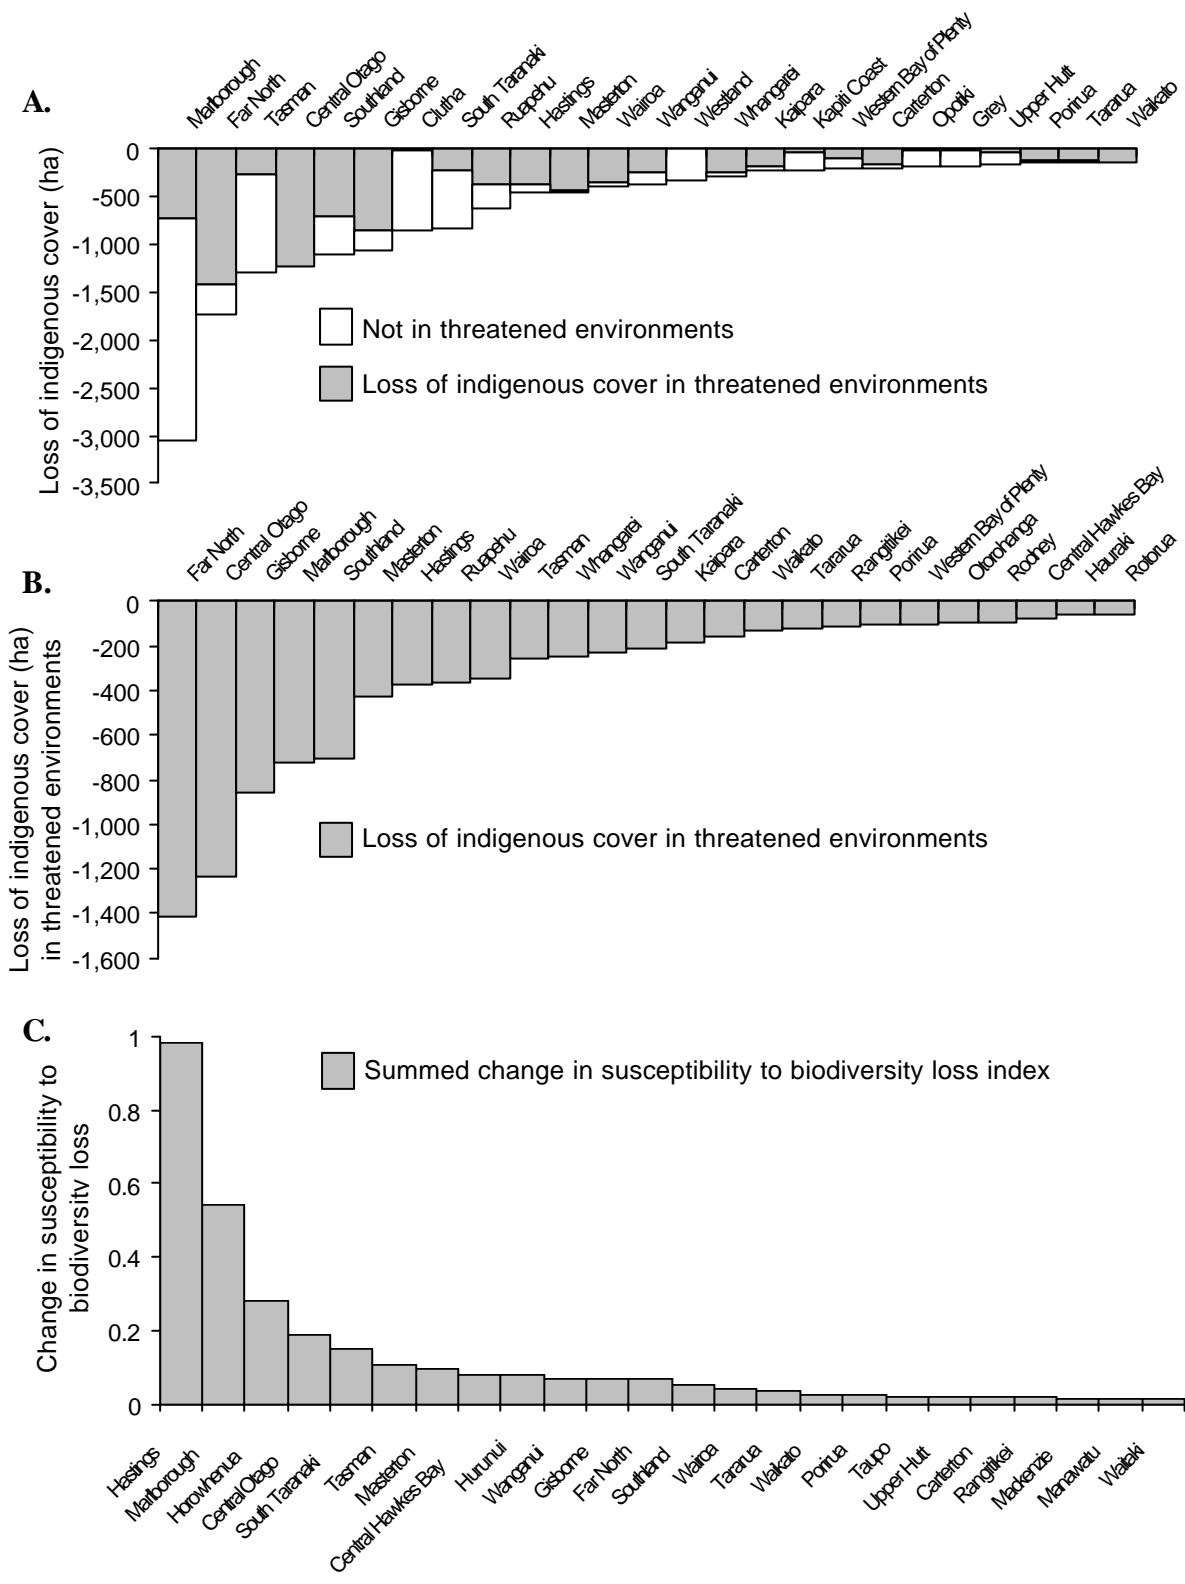 A.
Marlborough
Far North
Tasman
Central Otago
Southland
Gisborne
Clutha
South Taranaki
Ruapehu
Hastings
Masterton
Wairoa
Wanganui
Westland
Whangarei
Kaipara
Kapiti Coast
Western Bay of Plenty
Carterton
Opotiki
Grey
Upper Hutt
Porirua
Tararua
Waikato
Loss of indigenous cover (ha)
0
-500
-1,000
-1,500
-2,000
-2,500
-3,000
-3,500
Not in threatened environments
Loss of indigenous cover in threatened environments
B.
Far North
Central Otago
Gisborne
Marlborough
Southland
Masterton
Hastings
Ruapehu
Wairoa
Tasman
Whangarei
Wanganui
South Taranaki
Kaipara
Carterton
Waikato
Tararua
Rangitikei
Porirua
Western Bay of Plenty
Otorohanga
Rodney
Central Hawkes Bay
Hauraki
Rotorua
Loss of indigenous cover (ha)
in threatened environments
0
-200
-400
-600
-800
-1,000
-1,200
-1,400
-1,600
Loss of indigenous cover in threatened environments
C.
Change in susceptibility to
biodiversity loss
1
0.8
0.6
0.4
0.2
0
Summed change in susceptibility to biodiversity loss index
Hastings
Marlborough
Horowhenua
Central Otago
South Taranaki
Tasman
Masterton
Central Hawkes Bay
Hurunui
Wanganui
Gisborne
Far North
Southland
Wairoa
Tararua
Waikato
Porirua
Taupo
Upper Hutt
Carterton
Rangitikei
Mackenzie
Manawatu
Waitaki